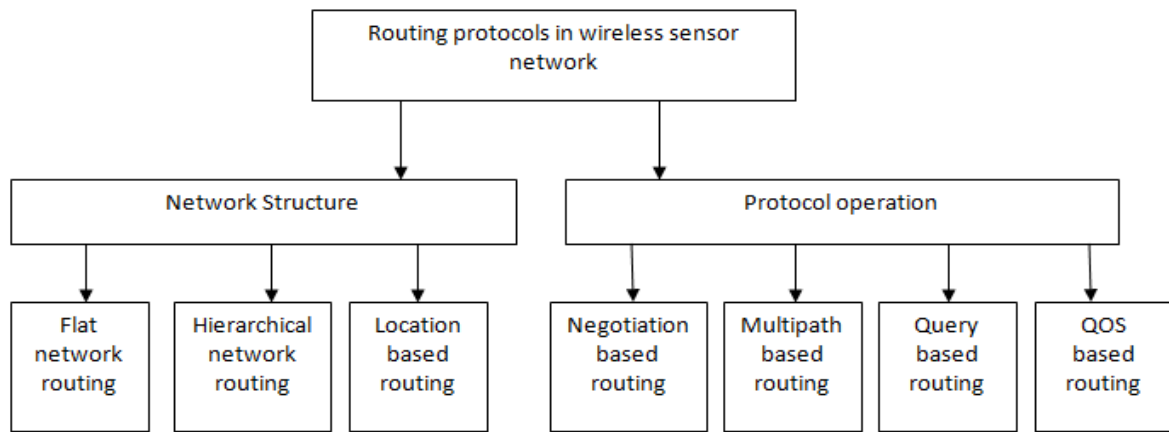 Routing protocols in wireless sensor
network
Network Structure
Protocol operation
Flat
network
routing
Hierarchical
network
routing
Location
based
routing
Negotiation
based
routing
Multipath
based
routing
Query
based
routing
QOS
based
routing